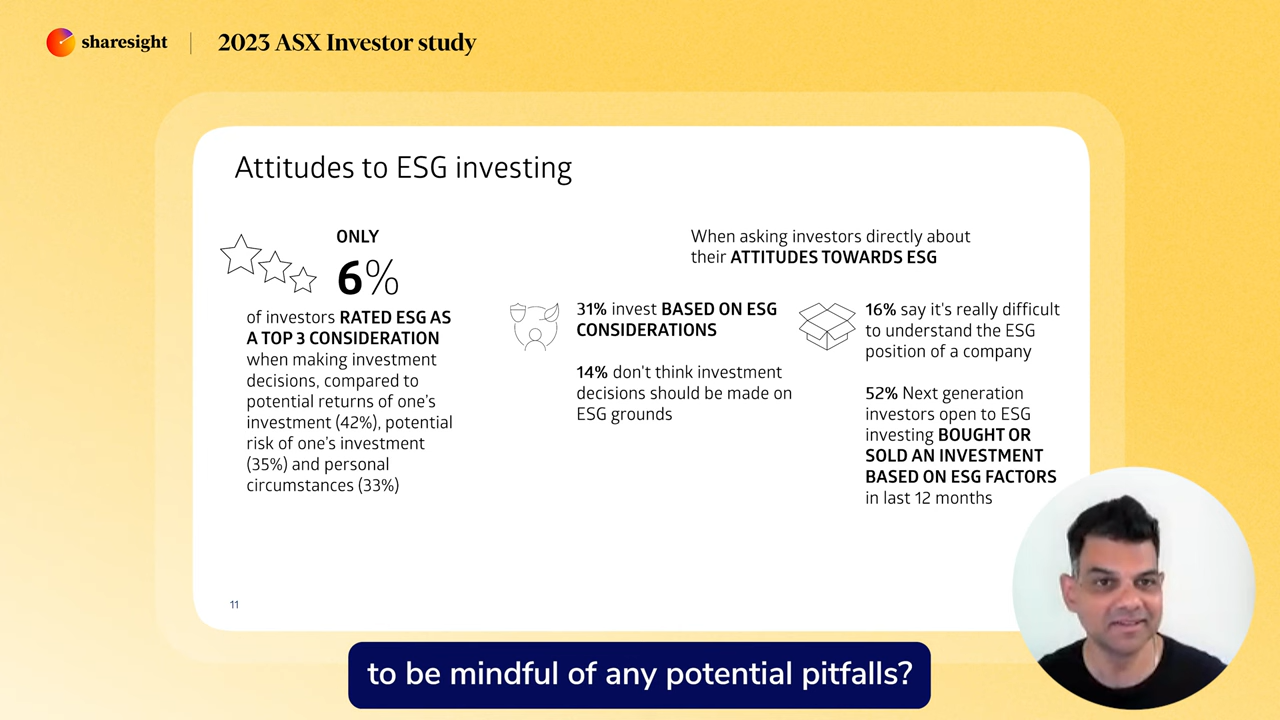 sharesight
2023 ASX Investor study
Attitudes to ESG investing
ONLY
6%
of investors RATED ESG AS
A TOP 3 CONSIDERATION
when making investment
decisions, compared to
potential returns of one's
investment (42%), potential
risk of one's investment
(35%) and personal
circumstances (33%)
When asking investors directly about
their ATTITUDES TOWARDS ESG
31% invest BASED ON ESG
CONSIDERATIONS
14% don't think investment
decisions should be made on
ESG grounds
16% say it's really difficult
to understand the ESG
position of a company
52% Next generation
investors open to ESG
investing BOUGHT OR
SOLD AN INVESTMENT
BASED ON ESG FACTORS
in last 12 months
11
to be mindful of any potential pitfalls?